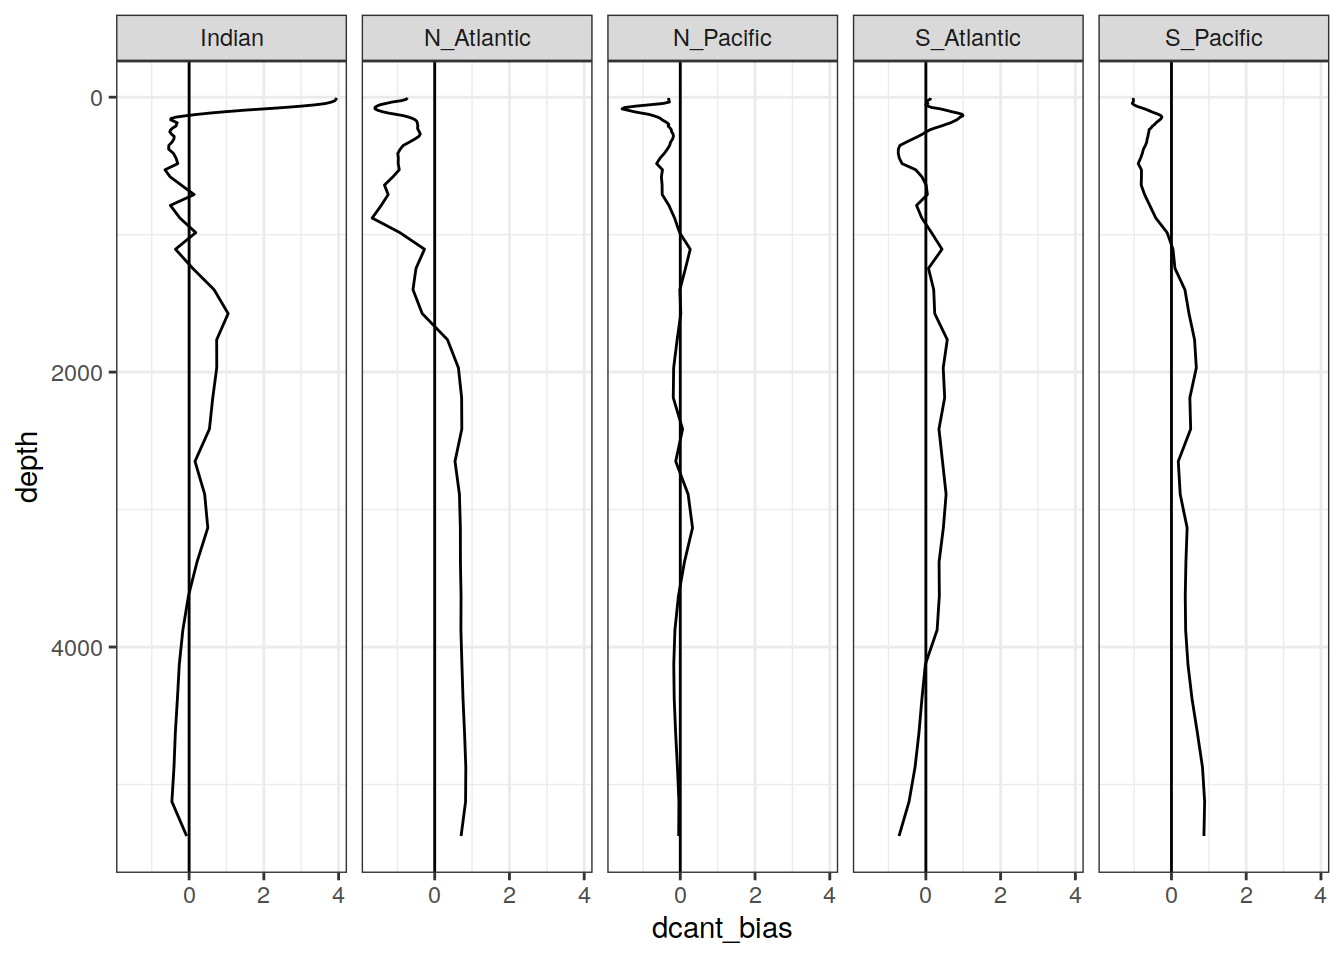 Indian N_Atlantic N_Pacific S_Atlantic S_Pacific
0
2000
4000
depth
0 2 4 0 2 4 0 2 4 0 2 4 0 2 4
dcant_bias